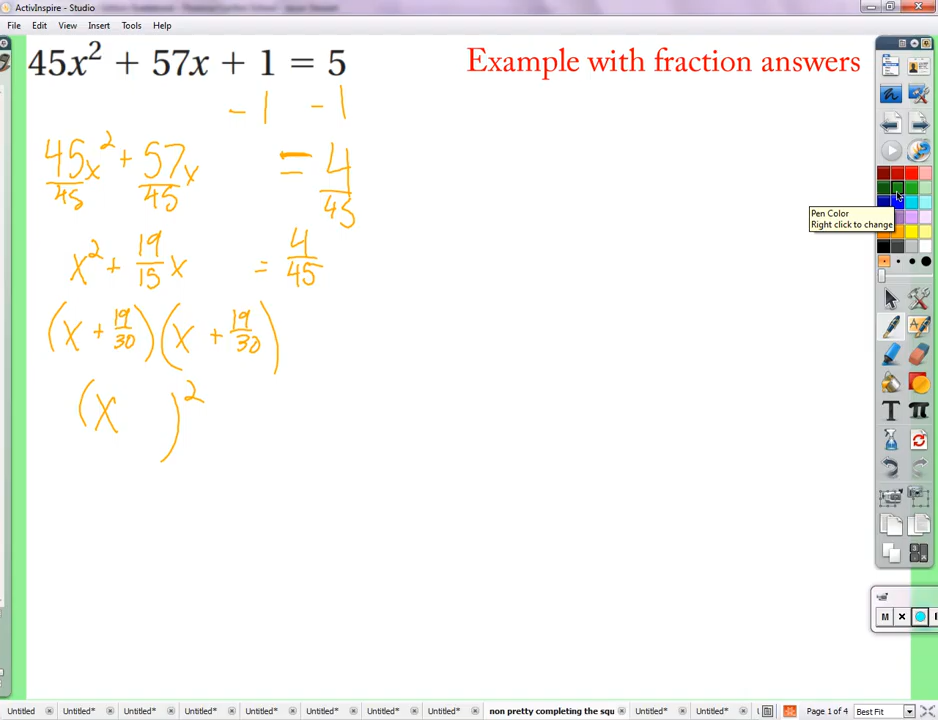 ActivInspire - Studio
File Edit View Insert Tools Help
45x² + 57x + 1 = 5
Example with fraction answers
- 1 - 1
45x²/45 + 57x/45 = 4/45
x² + 19/15 x = 4/45
(x + 19/30)(x + 19/30)
(x )²
Pen Color
Right click to change
M
Untitled Untitled* Untitled* Untitled* Untitled* Untitled* Untitled* Untitled* non pretty completing the squ Untitled* Untitled* Page 1 of 4 Best Fit